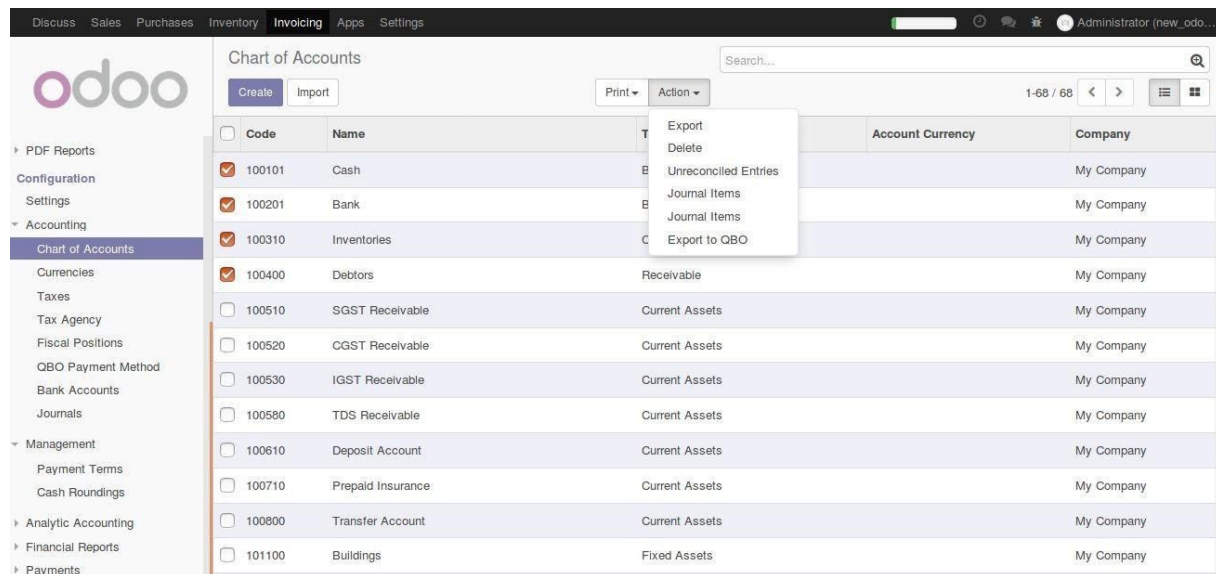 Discuss Sales Purchases Inventory Invoicing Apps Settings Administrator (new_odo...
odoo
Chart of Accounts
Search...
Create Import Print Action 1-68 / 68
Export
Delete
Unreconciled Entries
Journal Items
Journal Items
Export to QBO
PDF Reports
Configuration
Settings
Accounting
Chart of Accounts
Currencies
Taxes
Tax Agency
Fiscal Positions
QBO Payment Method
Bank Accounts
Journals
Management
Payment Terms
Cash Roundings
Analytic Accounting
Financial Reports
Payments
Code Name T Account Currency Company
100101 Cash B My Company
100201 Bank B My Company
100310 Inventories C My Company
100400 Debtors Receivable My Company
100510 SGST Receivable Current Assets My Company
100520 CGST Receivable Current Assets My Company
100530 IGST Receivable Current Assets My Company
100580 TDS Receivable Current Assets My Company
100610 Deposit Account Current Assets My Company
100710 Prepaid Insurance Current Assets My Company
100800 Transfer Account Current Assets My Company
101100 Buildings Fixed Assets My Company